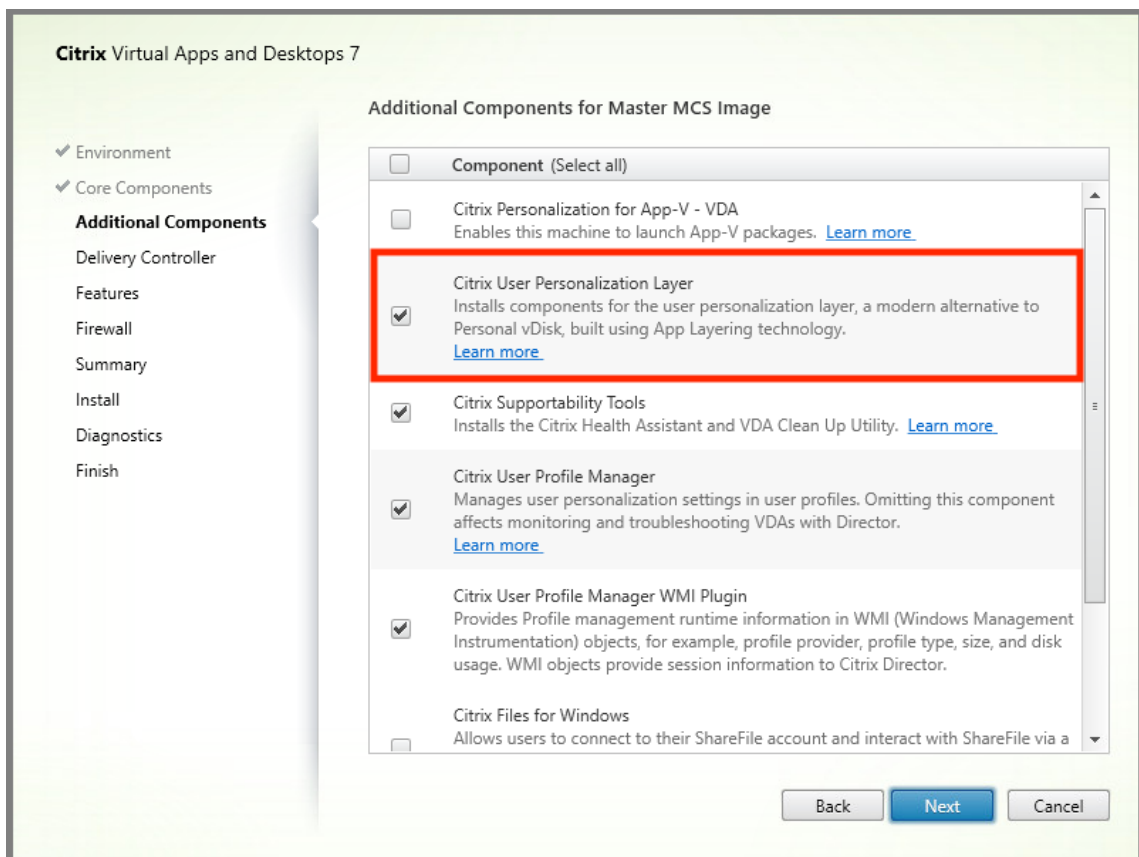 Citrix Virtual Apps and Desktops 7
Additional Components for Master MCS Image
Environment
Core Components
Additional Components
Delivery Controller
Features
Firewall
Summary
Install
Diagnostics
Finish
Component (Select all)
Citrix Personalization for App-V - VDA
Enables this machine to launch App-V packages. Learn more
Citrix User Personalization Layer
Installs components for the user personalization layer, a modern alternative to
Personal vDisk, built using App Layering technology.
Learn more
Citrix Supportability Tools
Installs the Citrix Health Assistant and VDA Clean Up Utility. Learn more
Citrix User Profile Manager
Manages user personalization settings in user profiles. Omitting this component
affects monitoring and troubleshooting VDAs with Director.
Learn more
Citrix User Profile Manager WMI Plugin
Provides Profile management runtime information in WMI (Windows Management
Instrumentation) objects, for example, profile provider, profile type, size, and disk
usage. WMI objects provide session information to Citrix Director.
Citrix Files for Windows
Allows users to connect to their ShareFile account and interact with ShareFile via a
Back Next Cancel